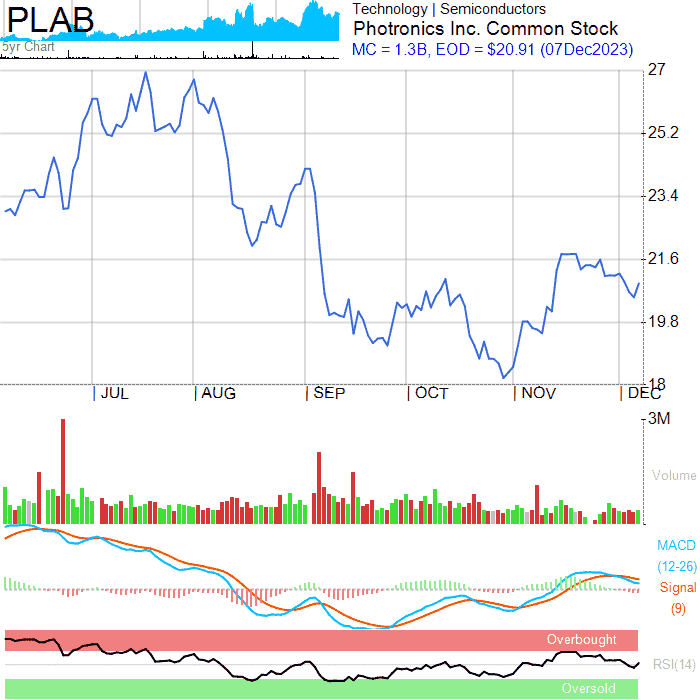 PLAB
5yr Chart
Technology | Semiconductors
Photronics Inc. Common Stock
MC = 1.3B, EOD = $20.91 (07Dec2023)
27
25.2
23.4
21.6
19.8
18
JUL AUG SEP OCT NOV DEC
3M
Volume
MACD
(12-26)
Signal
(9)
Overbought
RSI(14)
Oversold